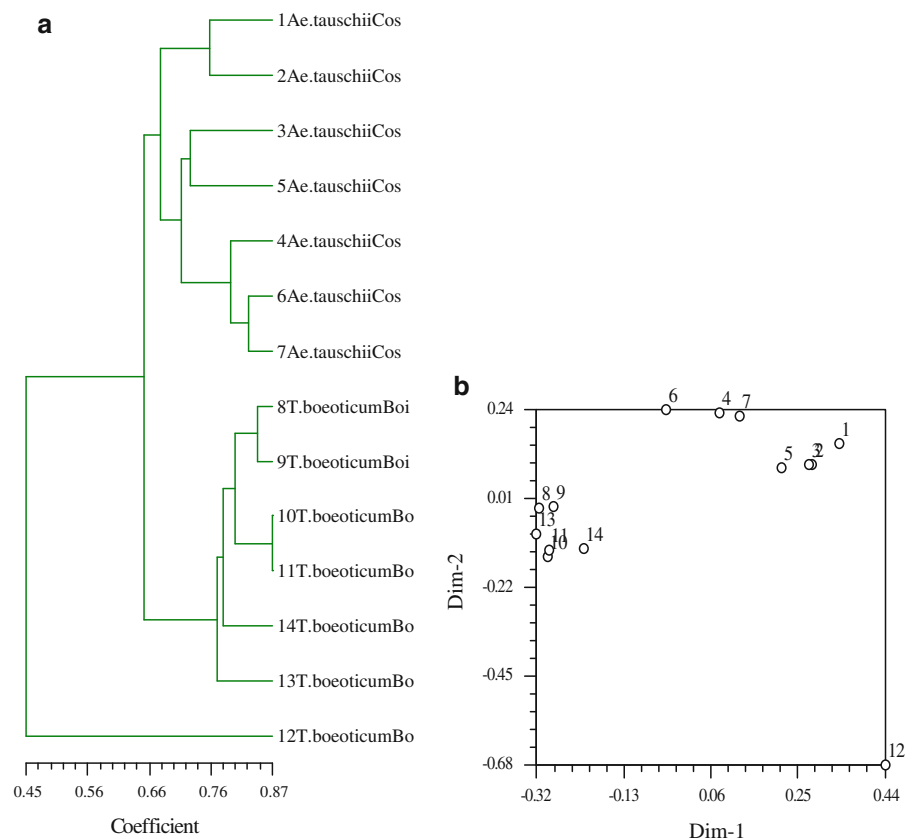 a
1Ae.tauschiiCos
2Ae.tauschiiCos
3Ae.tauschiiCos
5Ae.tauschiiCos
4Ae.tauschiiCos
6Ae.tauschiiCos
7Ae.tauschiiCos
8T.boeoticumBoi
9T.boeoticumBoi
10T.boeoticumBo
11T.boeoticumBo
14T.boeoticumBo
13T.boeoticumBo
12T.boeoticumBo
0.45 0.56 0.66 0.76 0.87
Coefficient
b
0.24
0.01
-0.22
-0.45
-0.68
Dim-2
6 4 7
1
5 3 2
8 9
13
11 14
10
12
-0.32 -0.13 0.06 0.25 0.44
Dim-1